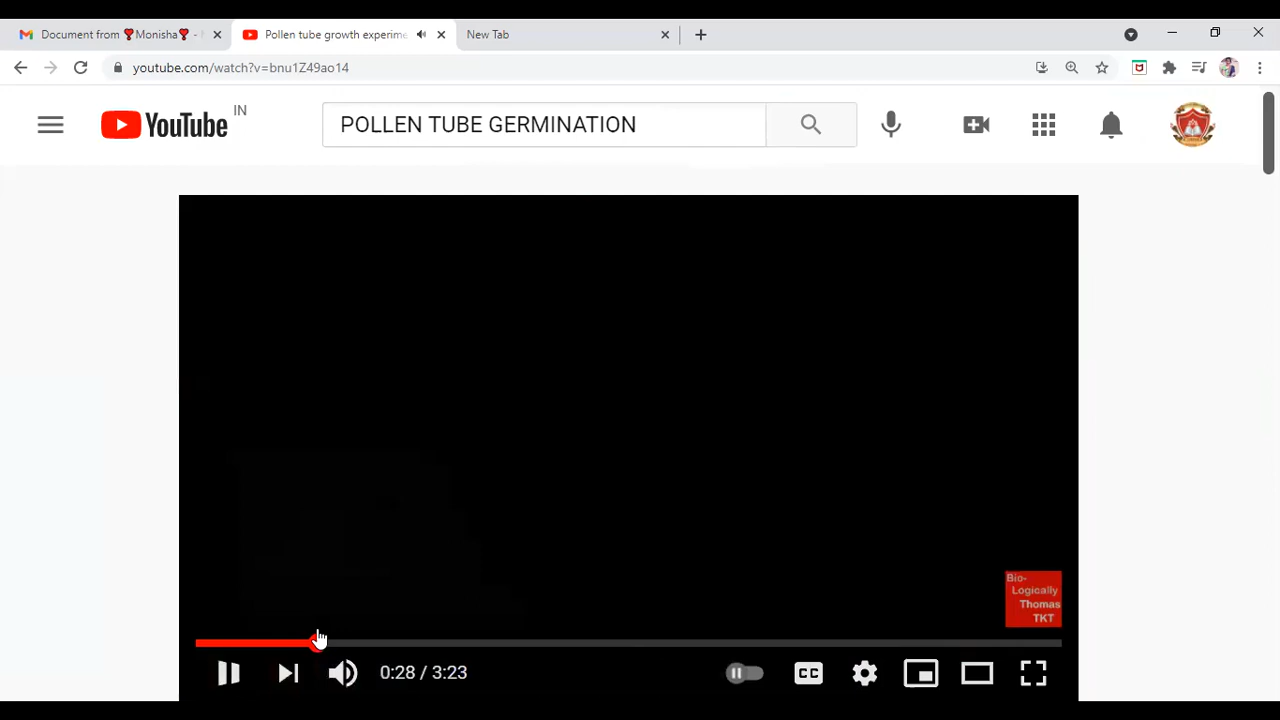 Document from ❣Monisha❣ -
Pollen tube growth experime
New Tab
youtube.com/watch?v=bnu1Z49ao14
YouTube IN
POLLEN TUBE GERMINATION
Bio-
Logically
Thomas
TKT
0:28 / 3:23
CC